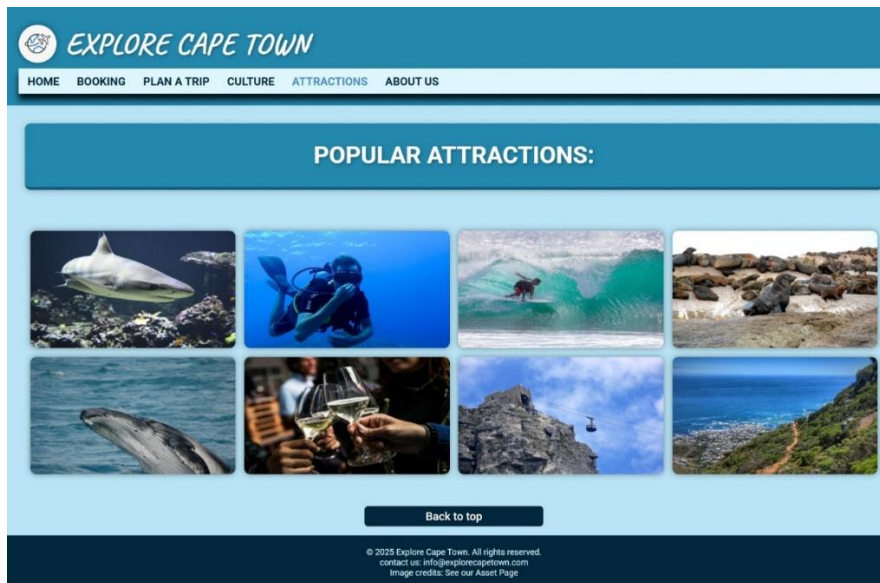 EXPLORE CAPE TOWN
HOME BOOKING PLAN A TRIP CULTURE ATTRACTIONS ABOUT US
POPULAR ATTRACTIONS:
Back to top
© 2025 Explore Cape Town. All rights reserved.
contact us: info@explorecapetown.com
Image credits: See our Asset Page